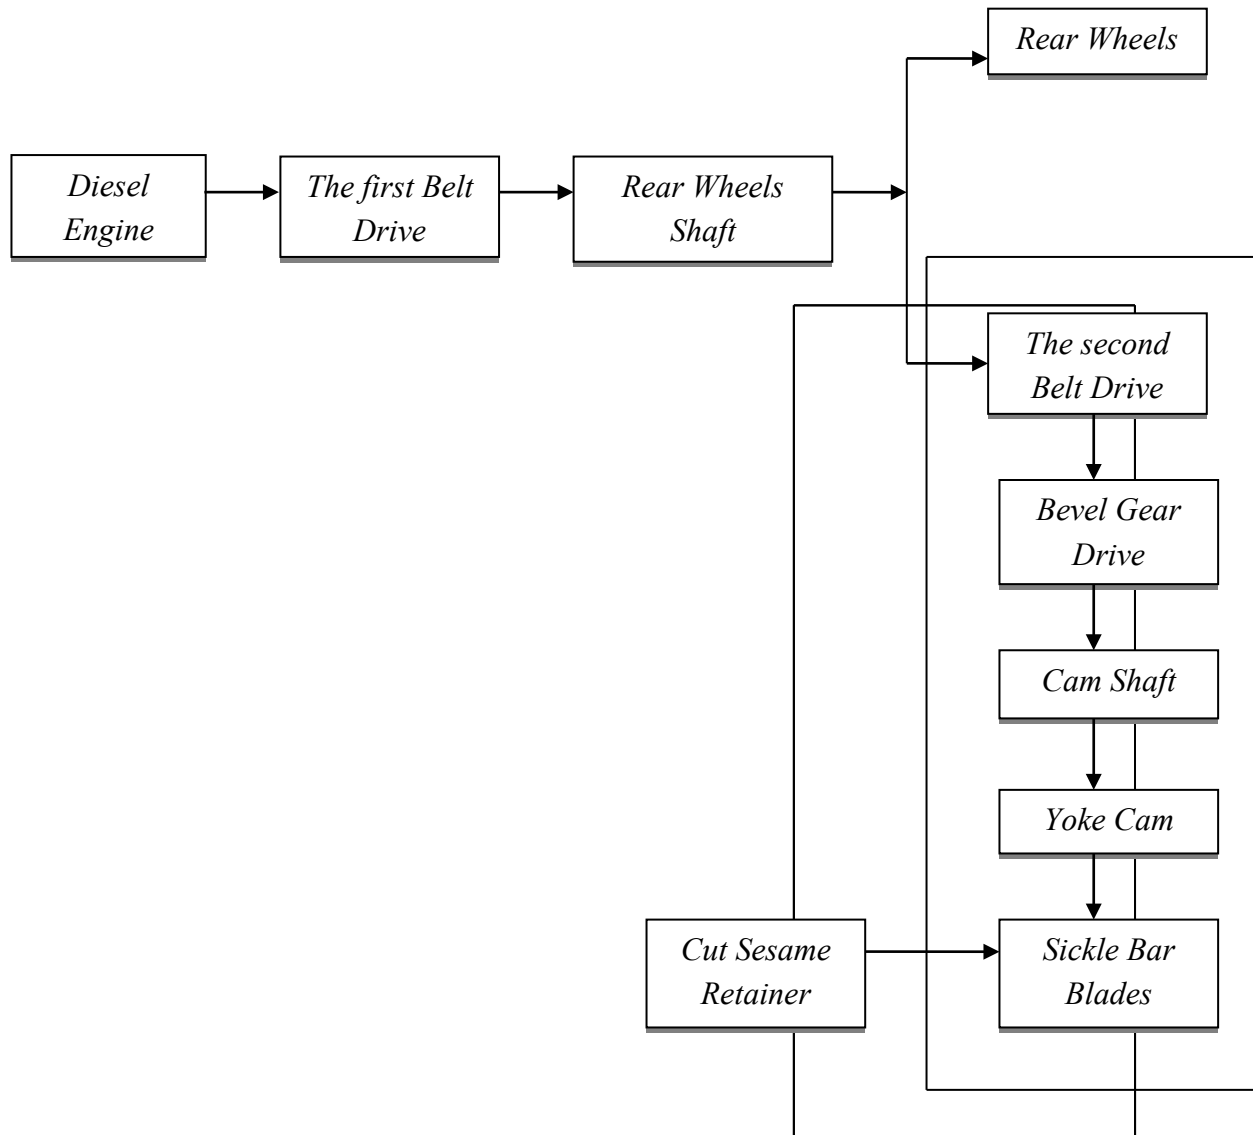 Rear Wheels
Diesel
Engine
The first Belt
Drive
Rear Wheels
Shaft
The second
Belt Drive
Bevel Gear
Drive
Cam Shaft
Yoke Cam
Cut Sesame
Retainer
Sickle Bar
Blades